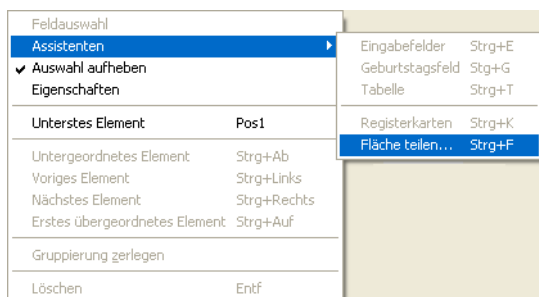 Feldauswahl
Assistenten
Auswahl aufheben
Eigenschaften
Unterstes Element Pos1
Untergeordnetes Element Strg+Ab
Voriges Element Strg+Links
Nächstes Element Strg+Rechts
Erstes übergeordnetes Element Strg+Auf
Gruppierung zerlegen
Löschen Entf
Eingabefelder Strg+E
Geburtstagsfeld Stg+G
Tabelle Strg+T
Registerkarten Strg+K
Fläche teilen... Strg+F